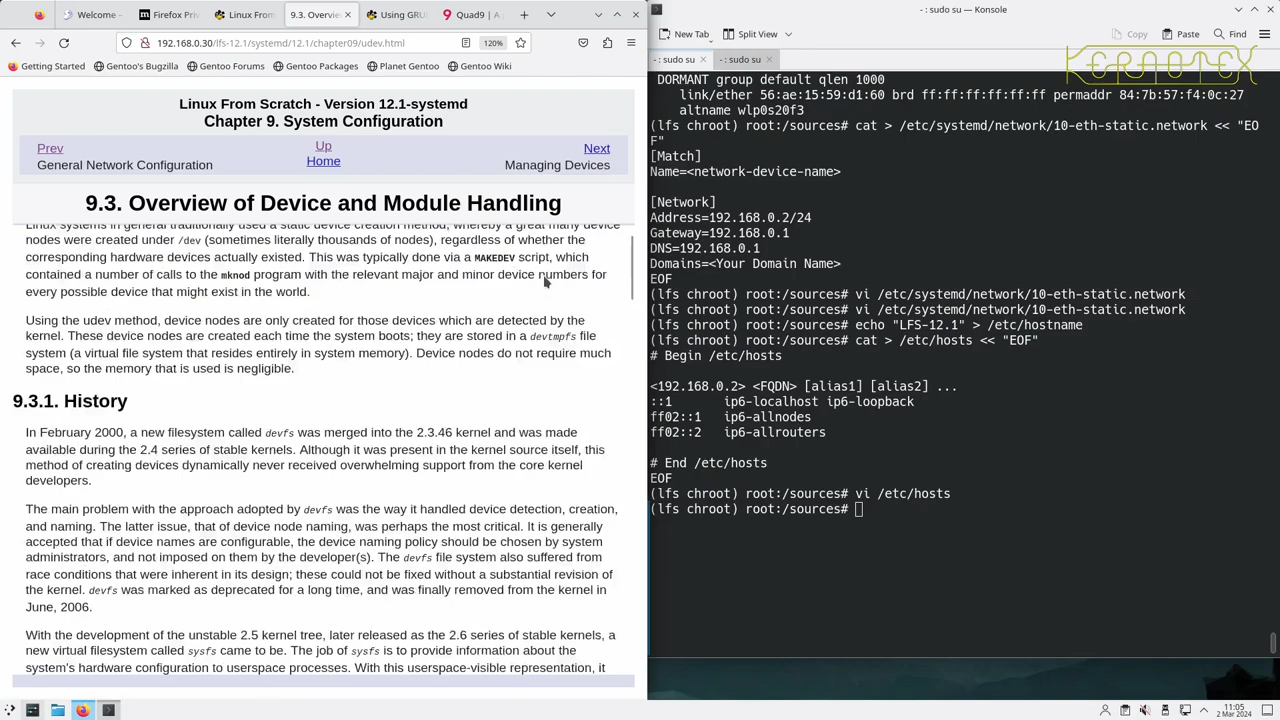 Welcome -
Firefox Priv
Linux From
9.3. Overvie
Using GRU
Quad9 | A
192.168.0.30/lfs-12.1/systemd/12.1/chapter09/udev.html
120%
Getting Started
Gentoo's Bugzilla
Gentoo Forums
Gentoo Packages
Planet Gentoo
Gentoo Wiki
Linux From Scratch - Version 12.1-systemd
Chapter 9. System Configuration
Prev
Up
Next
General Network Configuration
Home
Managing Devices
9.3. Overview of Device and Module Handling
Linux systems in general traditionally used a static device creation method, whereby a great many device
nodes were created under /dev (sometimes literally thousands of nodes), regardless of whether the
corresponding hardware devices actually existed. This was typically done via a MAKEDEV script, which
contained a number of calls to the mknod program with the relevant major and minor device numbers for
every possible device that might exist in the world.
Using the udev method, device nodes are only created for those devices which are detected by the
kernel. These device nodes are created each time the system boots; they are stored in a devtmpfs file
system (a virtual file system that resides entirely in system memory). Device nodes do not require much
space, so the memory that is used is negligible.
9.3.1. History
In February 2000, a new filesystem called devfs was merged into the 2.3.46 kernel and was made
available during the 2.4 series of stable kernels. Although it was present in the kernel source itself, this
method of creating devices dynamically never received overwhelming support from the core kernel
developers.
The main problem with the approach adopted by devfs was the way it handled device detection, creation,
and naming. The latter issue, that of device node naming, was perhaps the most critical. It is generally
accepted that if device names are configurable, the device naming policy should be chosen by system
administrators, and not imposed on them by the developer(s). The devfs file system also suffered from
race conditions that were inherent in its design; these could not be fixed without a substantial revision of
the kernel. devfs was marked as deprecated for a long time, and was finally removed from the kernel in
June, 2006.
With the development of the unstable 2.5 kernel tree, later released as the 2.6 series of stable kernels, a
new virtual filesystem called sysfs came to be. The job of sysfs is to provide information about the
system's hardware configuration to userspace processes. With this userspace-visible representation, it
- : sudo su — Konsole
New Tab
Split View
Copy
Paste
Find
- : sudo su
- : sudo su
KERNOTEX
DORMANT group default qlen 1000
link/ether 56:ae:15:59:d1:60 brd ff:ff:ff:ff:ff:ff permaddr 84:7b:57:f4:0c:27
altname wlp0s20f3
(lfs chroot) root:/sources# cat > /etc/systemd/network/10-eth-static.network << "EO
F"
[Match]
Name=<network-device-name>
[Network]
Address=192.168.0.2/24
Gateway=192.168.0.1
DNS=192.168.0.1
Domains=<Your Domain Name>
EOF
(lfs chroot) root:/sources# vi /etc/systemd/network/10-eth-static.network
(lfs chroot) root:/sources# vi /etc/systemd/network/10-eth-static.network
(lfs chroot) root:/sources# echo "LFS-12.1" > /etc/hostname
(lfs chroot) root:/sources# cat > /etc/hosts << "EOF"
# Begin /etc/hosts
<192.168.0.2> <FQDN> [alias1] [alias2] ...
::1 ip6-localhost ip6-loopback
ff02::1 ip6-allnodes
ff02::2 ip6-allrouters
# End /etc/hosts
EOF
(lfs chroot) root:/sources# vi /etc/hosts
(lfs chroot) root:/sources#
11:05
2 Mar 2024